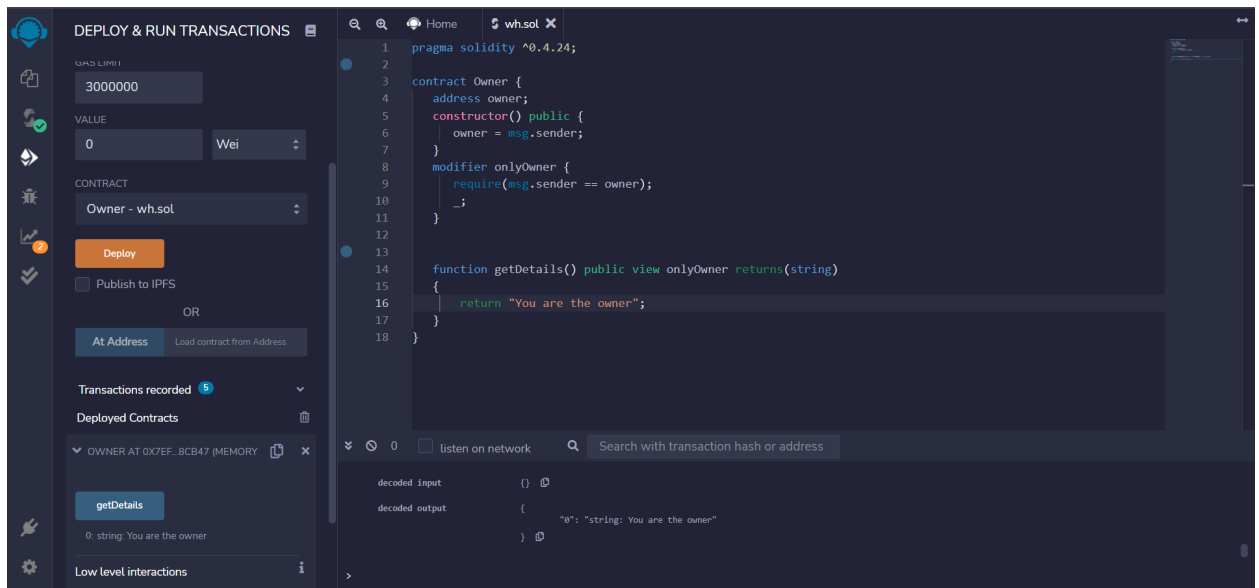 DEPLOY & RUN TRANSACTIONS
GAS LIMIT
3000000
VALUE
0
Wei
CONTRACT
Owner - wh.sol
Deploy
Publish to IPFS
OR
At Address Load contract from Address
Transactions recorded 5
Deployed Contracts
OWNER AT 0X7EF...8CB47 (MEMORY
getDetails
0: string: You are the owner
Low level interactions
i
2
Home
wh.sol
1 pragma solidity ^0.4.24;
2
3 contract Owner {
4 address owner;
5 constructor() public {
6 owner = msg.sender;
7 }
8 modifier onlyOwner {
9 require(msg.sender == owner);
10 _;
11 }
12
13
14 function getDetails() public view onlyOwner returns(string)
15 {
16 return "You are the owner";
17 }
18 }
0 listen on network Search with transaction hash or address
decoded input {}
decoded output {
"0": "string: You are the owner"
}
>